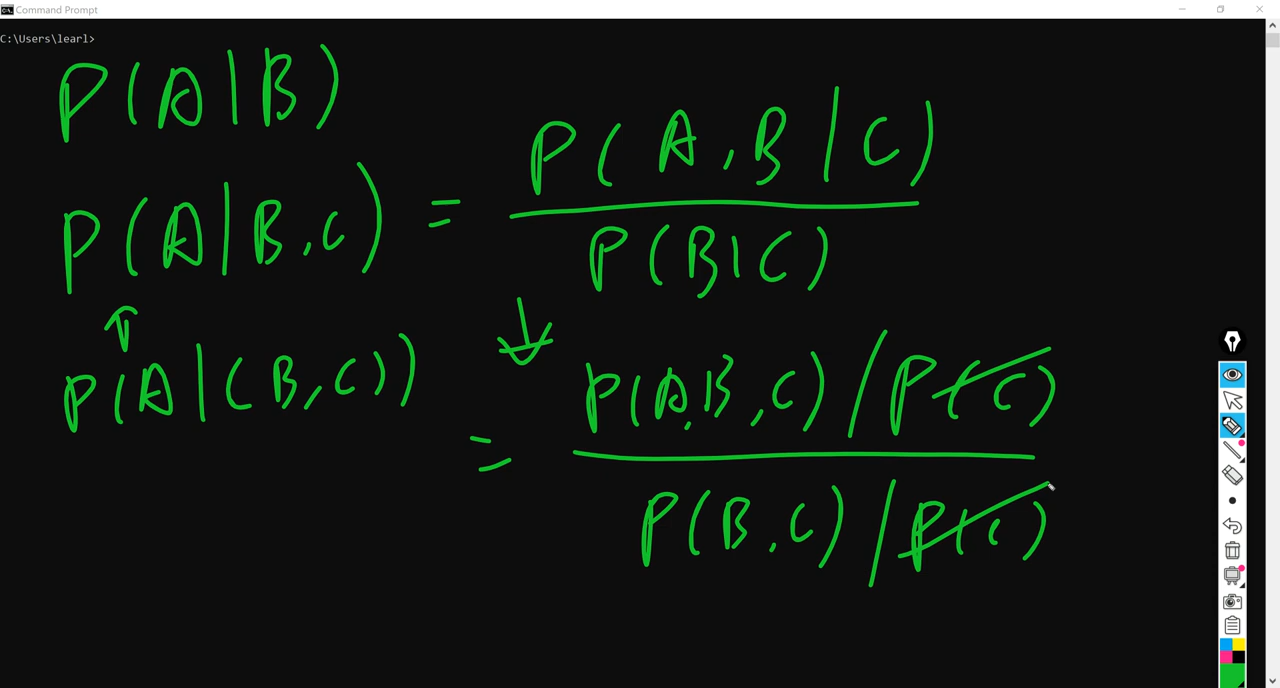 Command Prompt
C:\Users\learl>
P(A|B)
P(A|B,C) = P(A,B|C)
P(B|C)
↑ ↓
P(A|(B,C))
= P(A,B,C)/P(C)
P(B,C)/P(C)